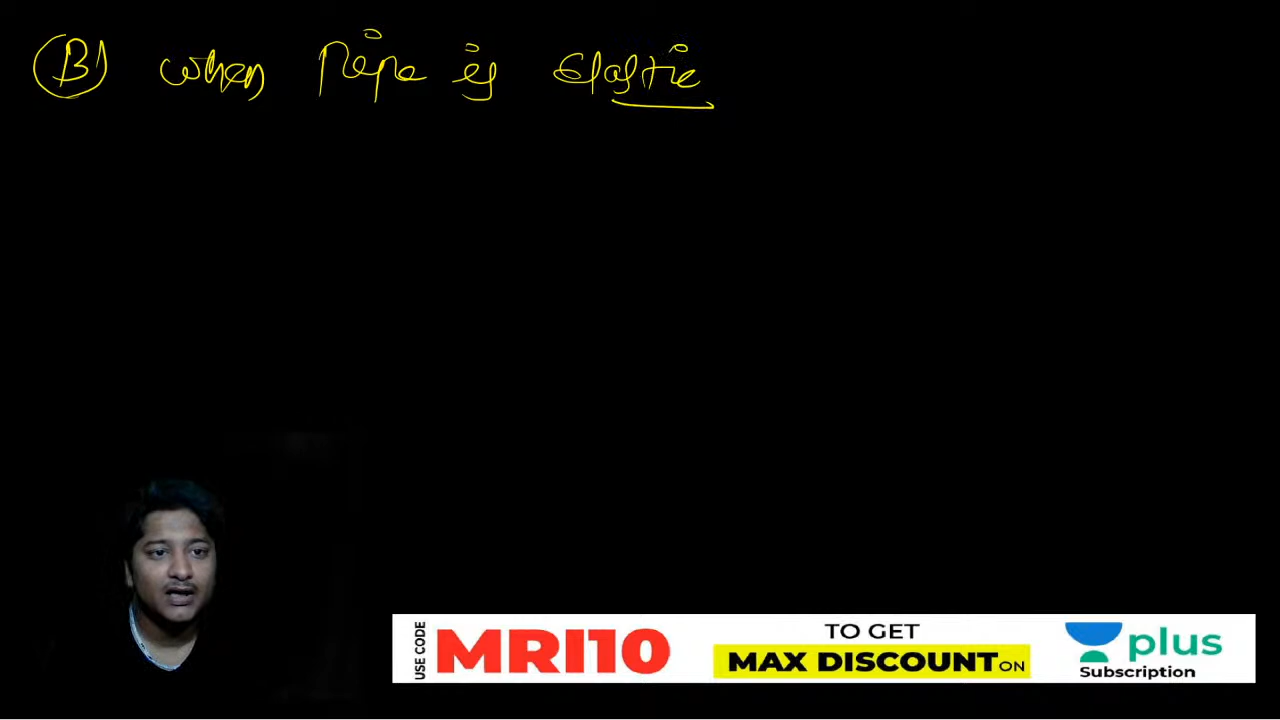 (B) when Pipe is Elastic
USE CODE MRI10
TO GET
MAX DISCOUNT ON
plus
Subscription